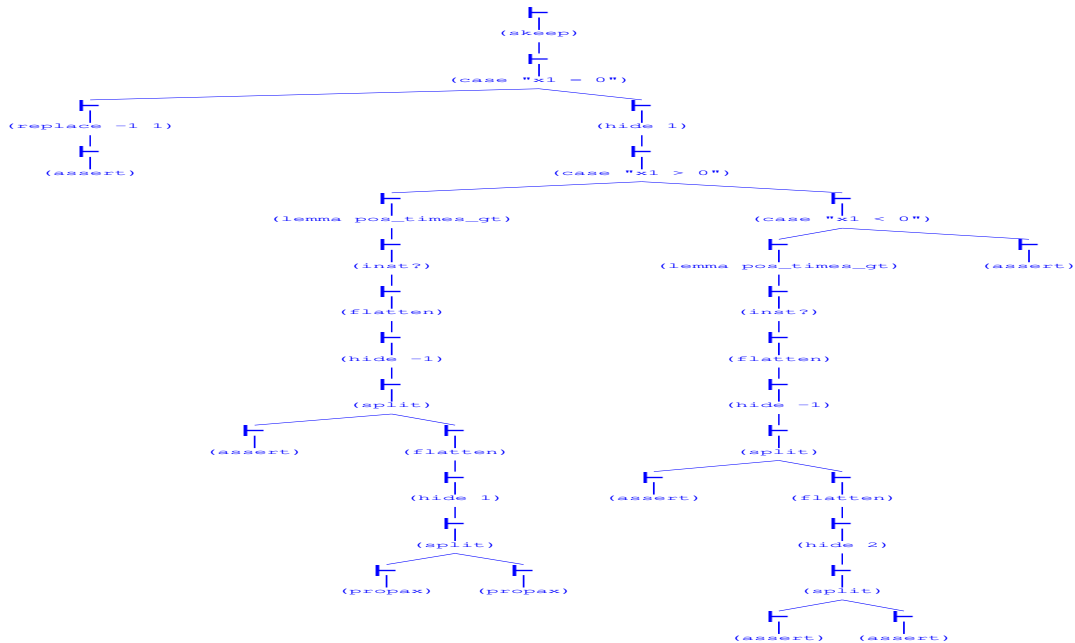 (skeep)
(case "x1 = 0")
(replace -1 1)
(hide 1)
(assert)
(case "x1 > 0")
(lemma pos_times_gt)
(case "x1 < 0")
(inst?)
(lemma pos_times_gt)
(assert)
(flatten)
(inst?)
(hide -1)
(flatten)
(split)
(hide -1)
(assert)
(flatten)
(split)
(hide 1)
(assert)
(flatten)
(split)
(hide 2)
(propax)
(propax)
(split)
(assert)
(assert)